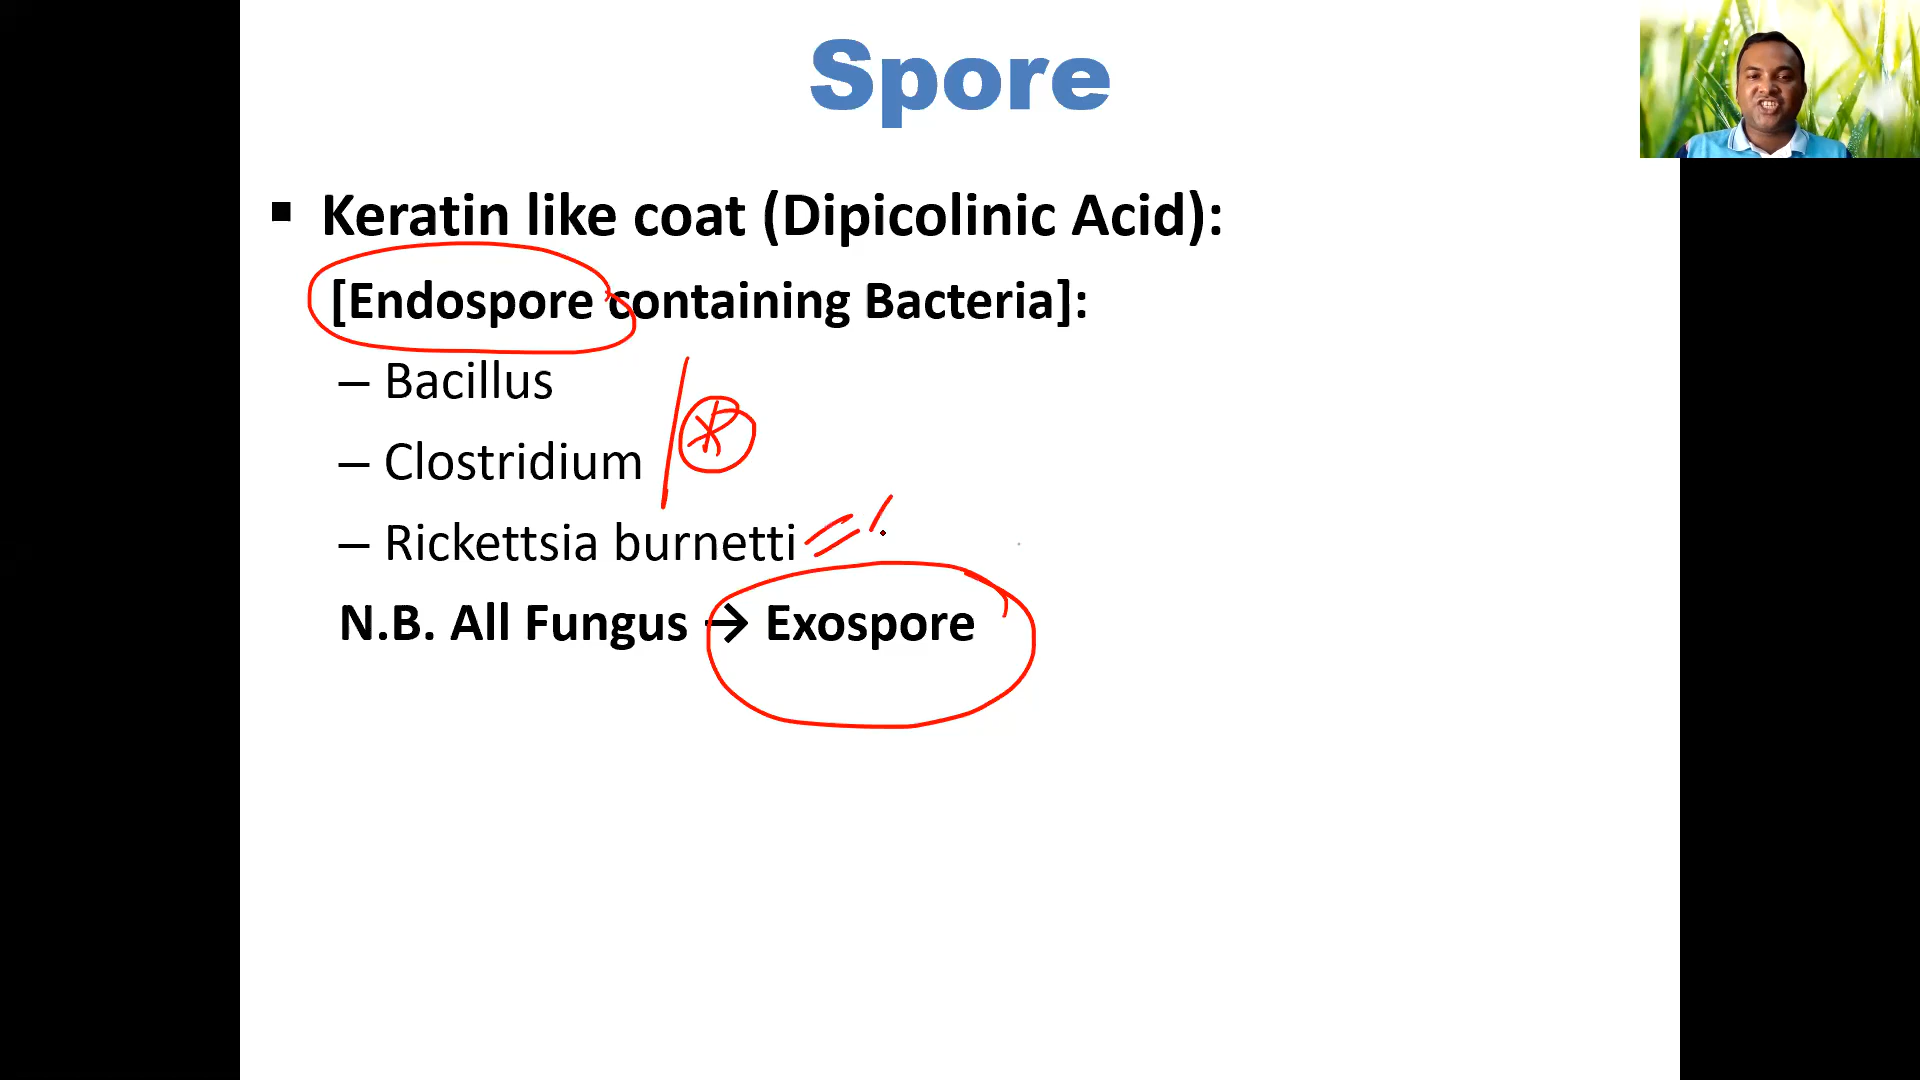 Spore
▪ Keratin like coat (Dipicolinic Acid):
[Endospore containing Bacteria]:
– Bacillus
– Clostridium
– Rickettsia burnetti
N.B. All Fungus → Exospore